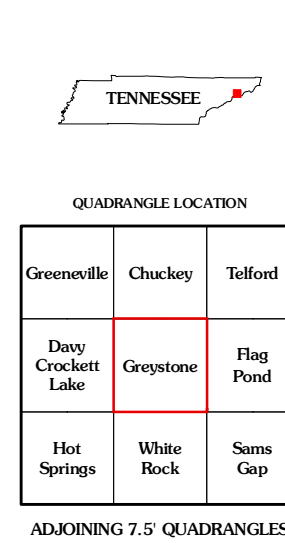 TENNESSEE
QUADRANGLE LOCATION
Greeneville Chuckey Telford
Davy
Crockett
Lake
Greystone
Flag
Pond
Hot
Springs
White
Rock
Sams
Gap
ADJOINING 7.5' QUADRANGLES